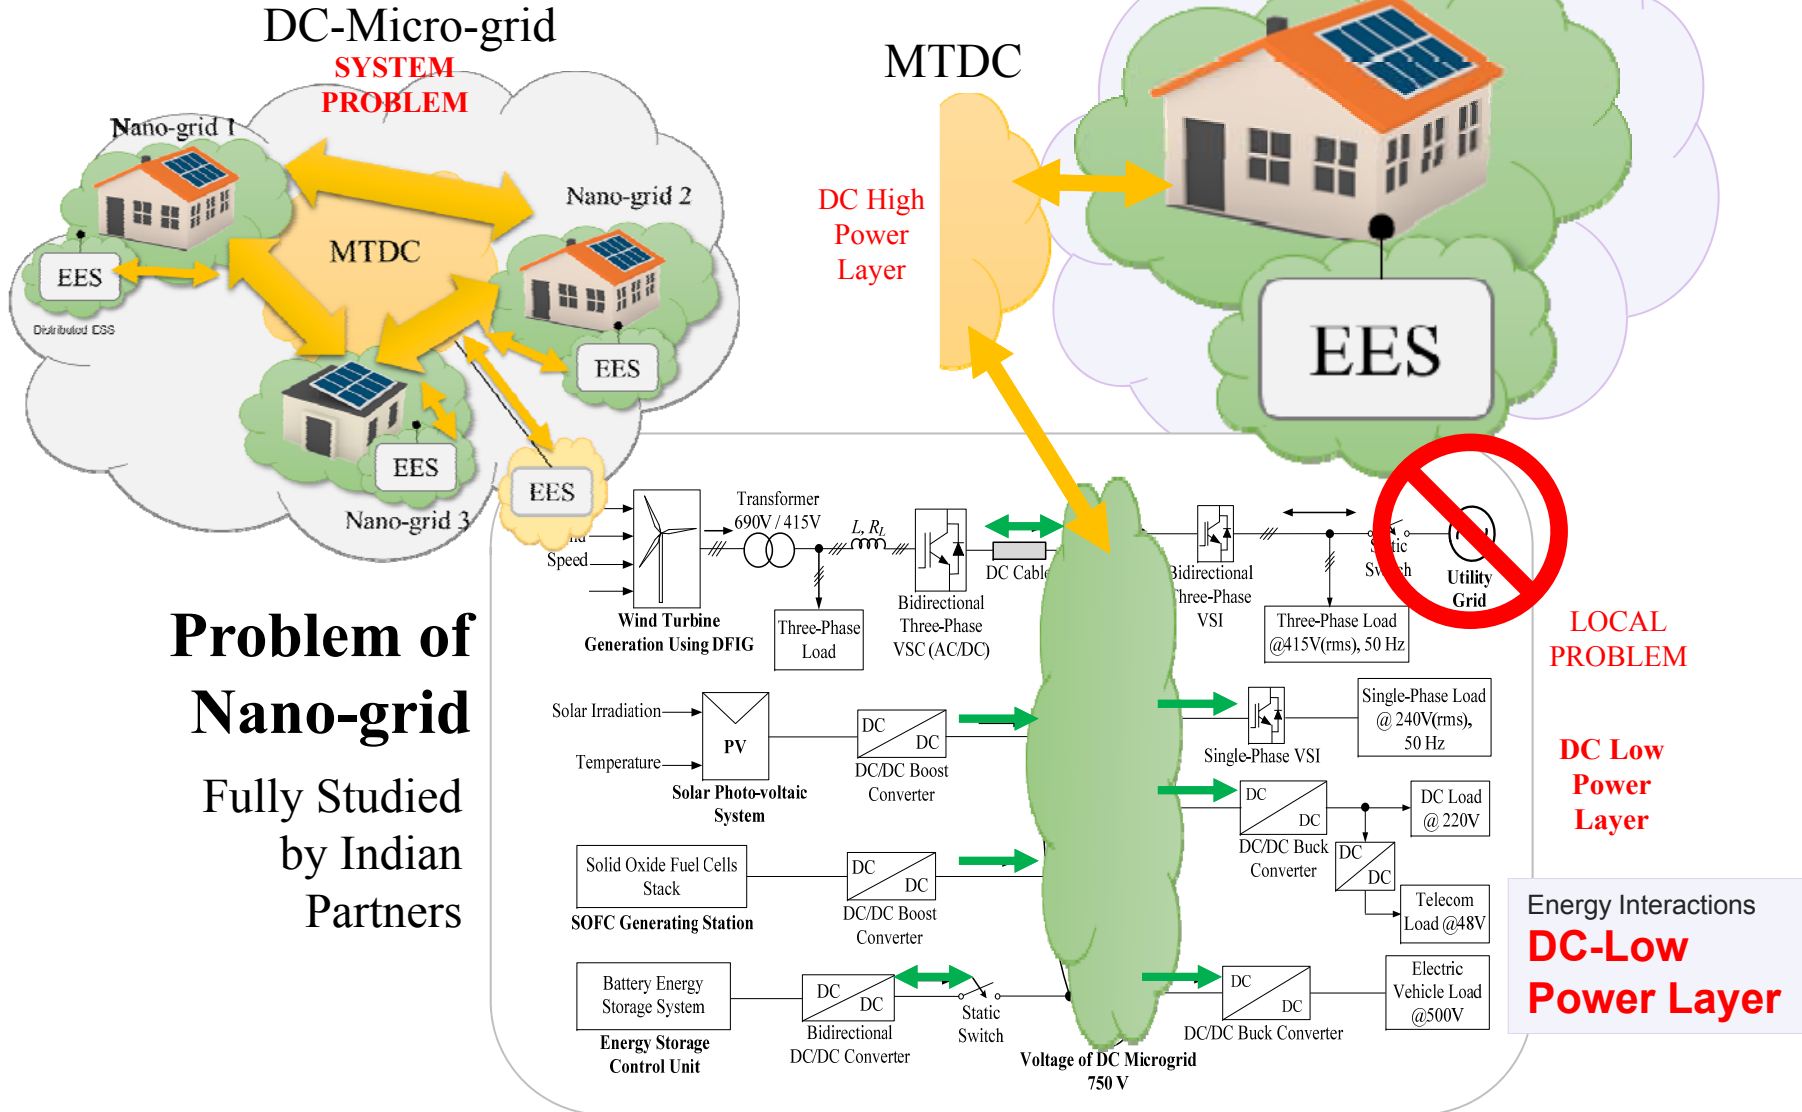 DC-Micro-grid
SYSTEM
PROBLEM
Nano-grid 1
Nano-grid 2
MTDC
EES
Distributed ESS
EES
EES
Nano-grid 3
EES
MTDC
DC High
Power
Layer
EES
Problem of
Nano-grid
Fully Studied
by Indian
Partners
Speed
Wind Turbine
Generation Using DFIG
Transformer
690V / 415V
Three-Phase
Load
L, RL
Bidirectional
Three-Phase
VSC (AC/DC)
DC Cable
Bidirectional
Three-Phase
VSI
Three-Phase Load
@415V(rms), 50 Hz
Static
Switch
Utility
Grid
LOCAL
PROBLEM
Solar Irradiation
Temperature
PV
Solar Photo-voltaic
System
DC
DC
DC/DC Boost
Converter
Single-Phase VSI
Single-Phase Load
@ 240V(rms),
50 Hz
DC Low
Power
Layer
DC
DC
DC/DC Buck
Converter
DC Load
@ 220V
DC
DC
Telecom
Load @48V
Solid Oxide Fuel Cells
Stack
SOFC Generating Station
DC
DC
DC/DC Boost
Converter
Battery Energy
Storage System
Energy Storage
Control Unit
DC
DC
Bidirectional
DC/DC Converter
Static
Switch
Voltage of DC Microgrid
750 V
DC
DC
DC/DC Buck Converter
Electric
Vehicle Load
@500V
Energy Interactions
DC-Low
Power Layer